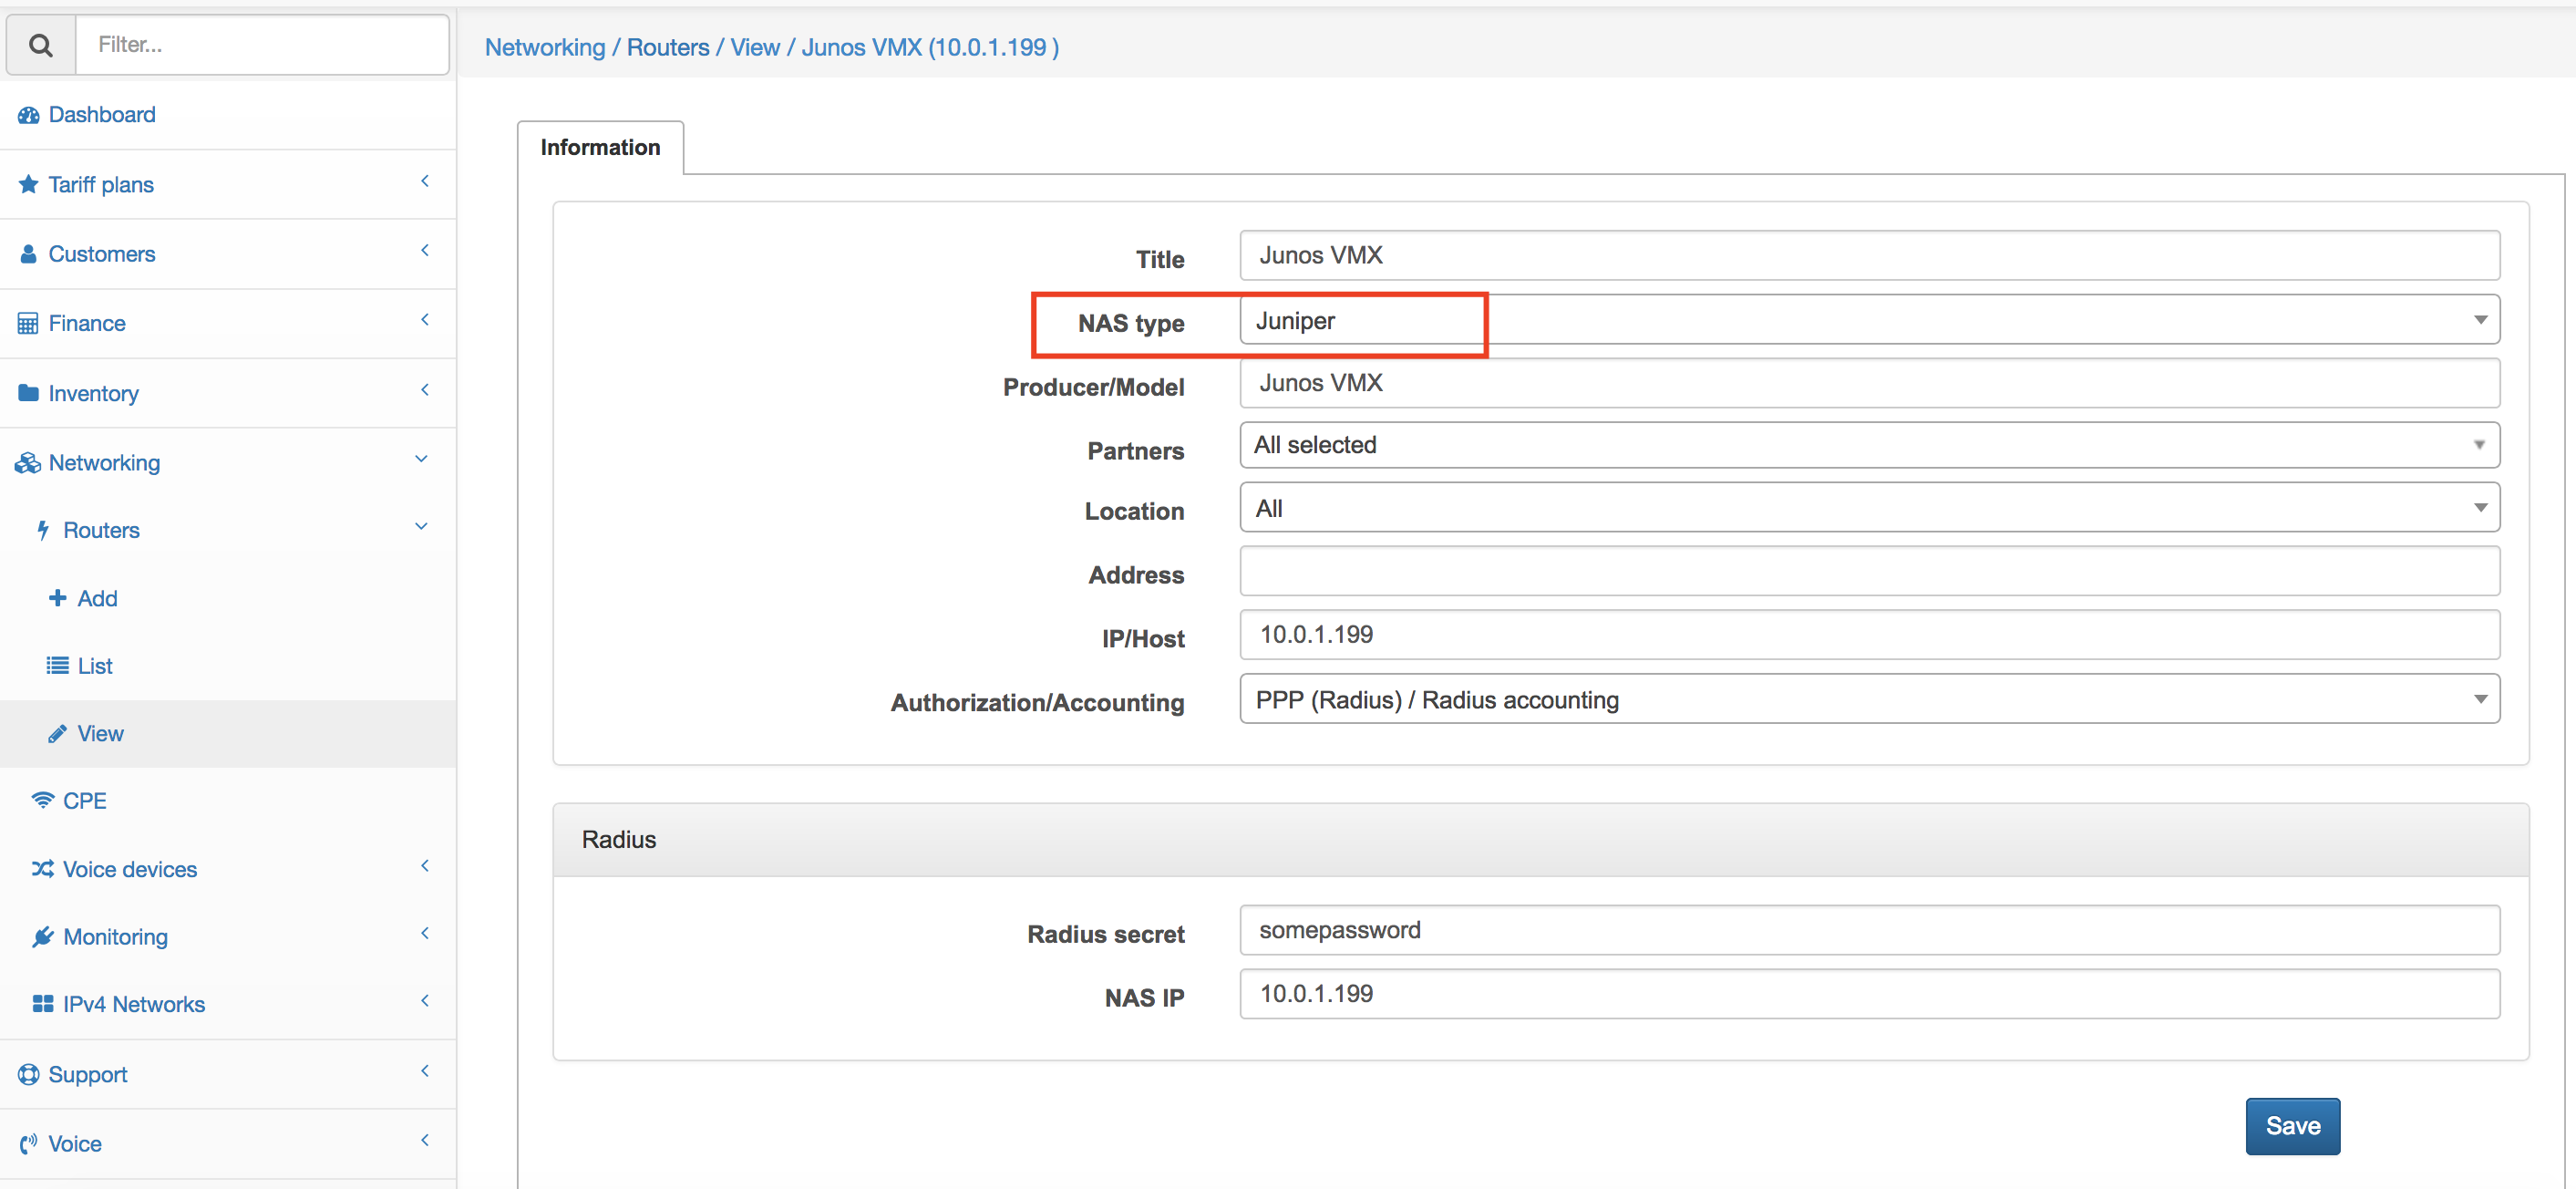 Filter...
Dashboard
Tariff plans
Customers
Finance
Inventory
Networking
Routers
Add
List
View
CPE
Voice devices
Monitoring
IPv4 Networks
Support
Voice
Networking / Routers / View / Junos VMX (10.0.1.199 )
Information
Title Junos VMX
NAS type Juniper
Producer/Model Junos VMX
Partners All selected
Location All
Address
IP/Host 10.0.1.199
Authorization/Accounting PPP (Radius) / Radius accounting
Radius
Radius secret somepassword
NAS IP 10.0.1.199
Save